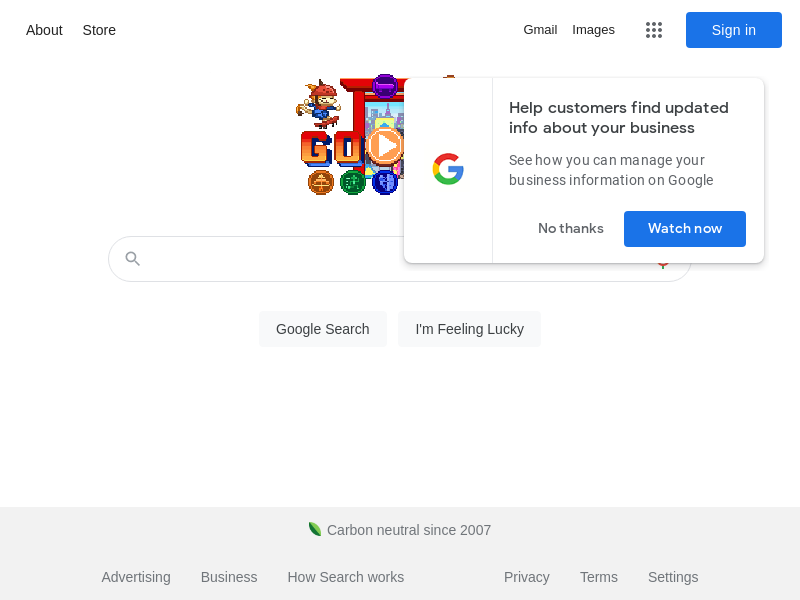 About
Store
Gmail
Images
Sign in
GO
Help customers find updated
info about your business
See how you can manage your
business information on Google
No thanks
Watch now
Google Search
I'm Feeling Lucky
Carbon neutral since 2007
Advertising
Business
How Search works
Privacy
Terms
Settings